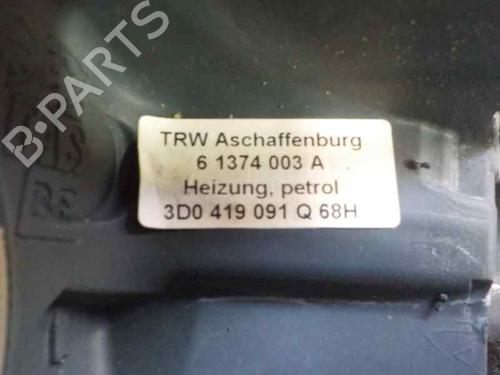 B-PARTS
TRW Aschaffenburg
6 1374 003 A
Heizung, petrol
3D0 419 091 Q 68H